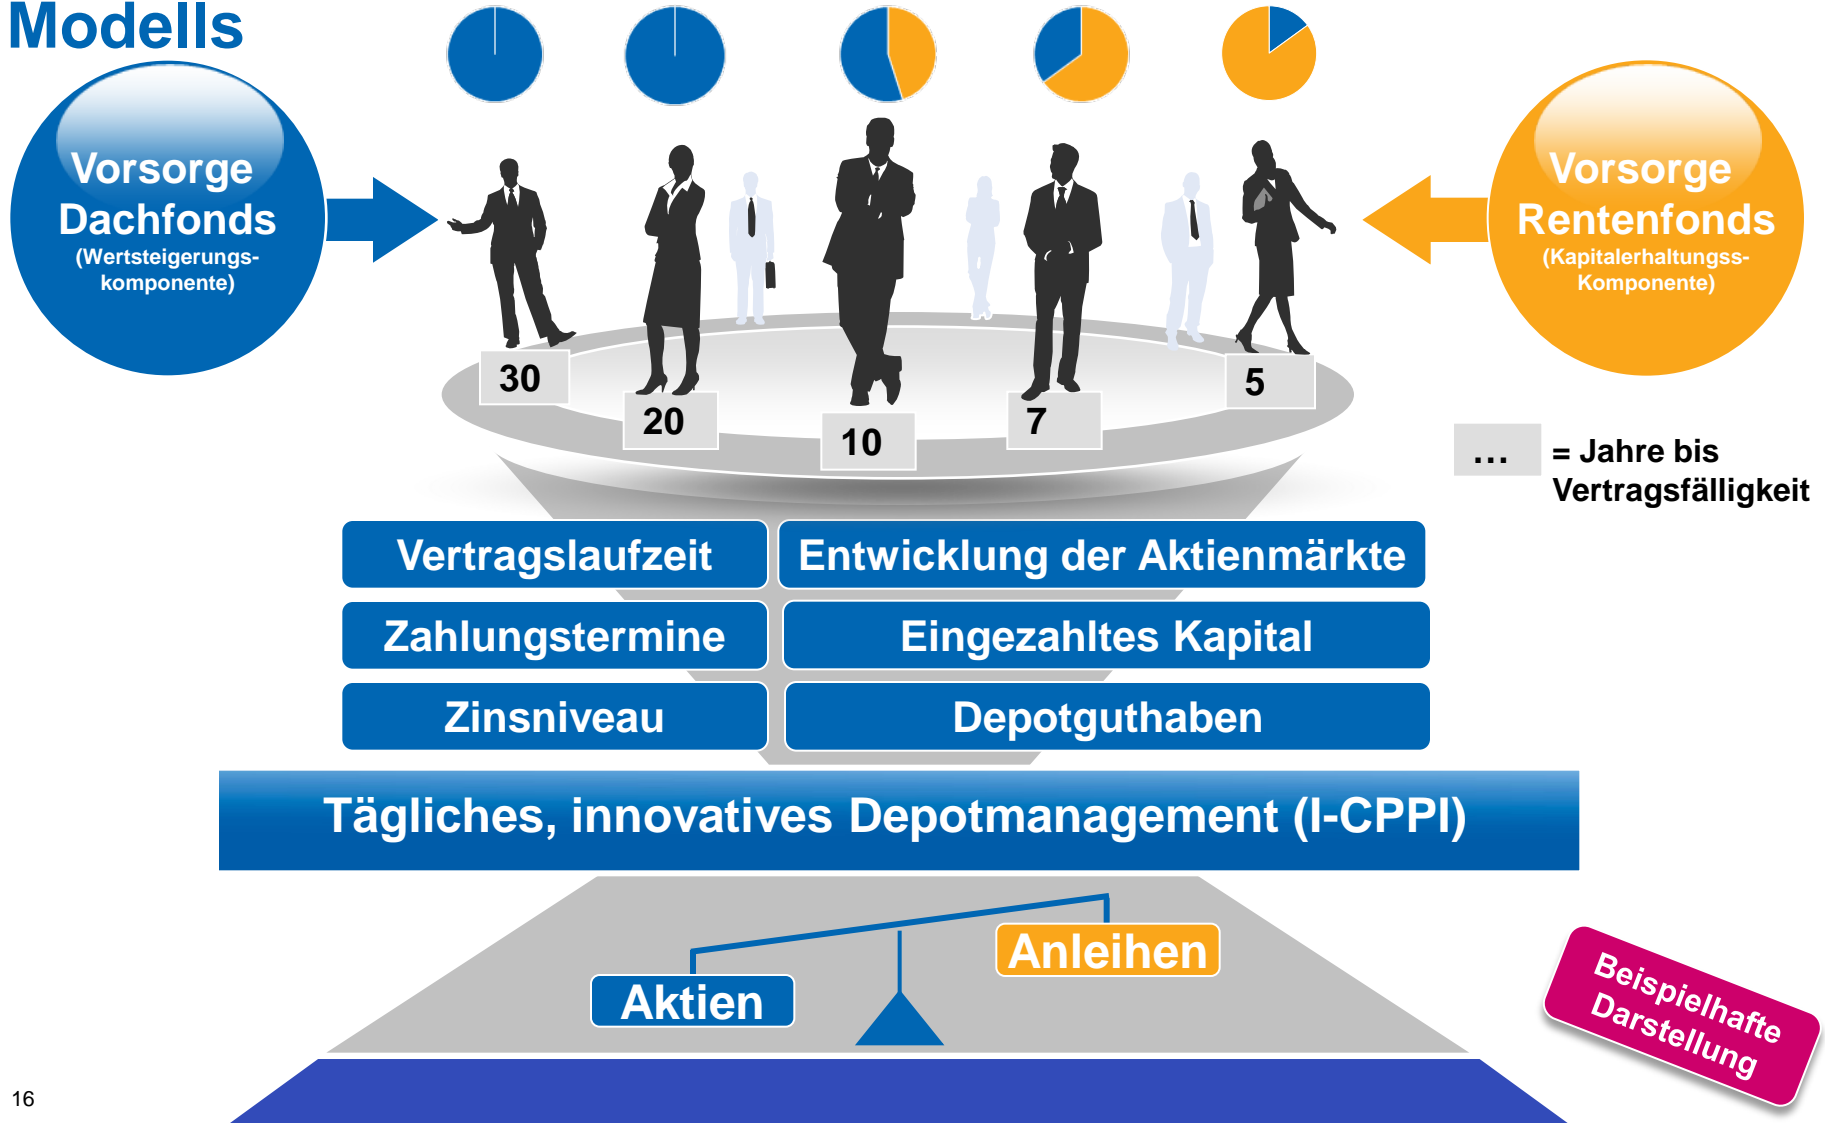 Modells
Vorsorge
Dachfonds
(Wertsteigerungs-
komponente)
Vorsorge
Rentenfonds
(Kapitalerhaltungss-
Komponente)
30
20
10
7
5
... = Jahre bis
Vertragsfälligkeit
Vertragslaufzeit
Entwicklung der Aktienmärkte
Zahlungstermine
Eingezahltes Kapital
Zinsniveau
Depotguthaben
Tägliches, innovatives Depotmanagement (I-CPPI)
Anleihen
Aktien
Beispielhafte
Darstellung
16